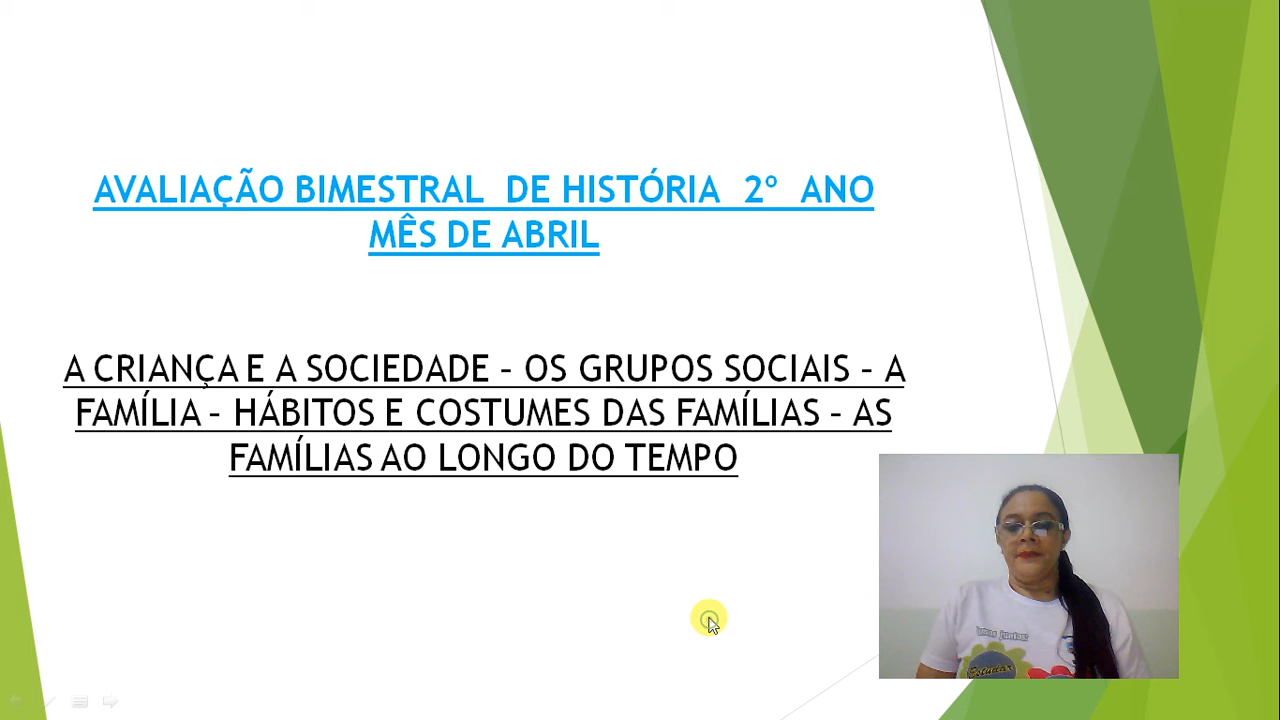 AVALIAÇÃO BIMESTRAL DE HISTÓRIA 2º ANO
MÊS DE ABRIL
A CRIANÇA E A SOCIEDADE – OS GRUPOS SOCIAIS – A
FAMÍLIA – HÁBITOS E COSTUMES DAS FAMÍLIAS – AS
FAMÍLIAS AO LONGO DO TEMPO